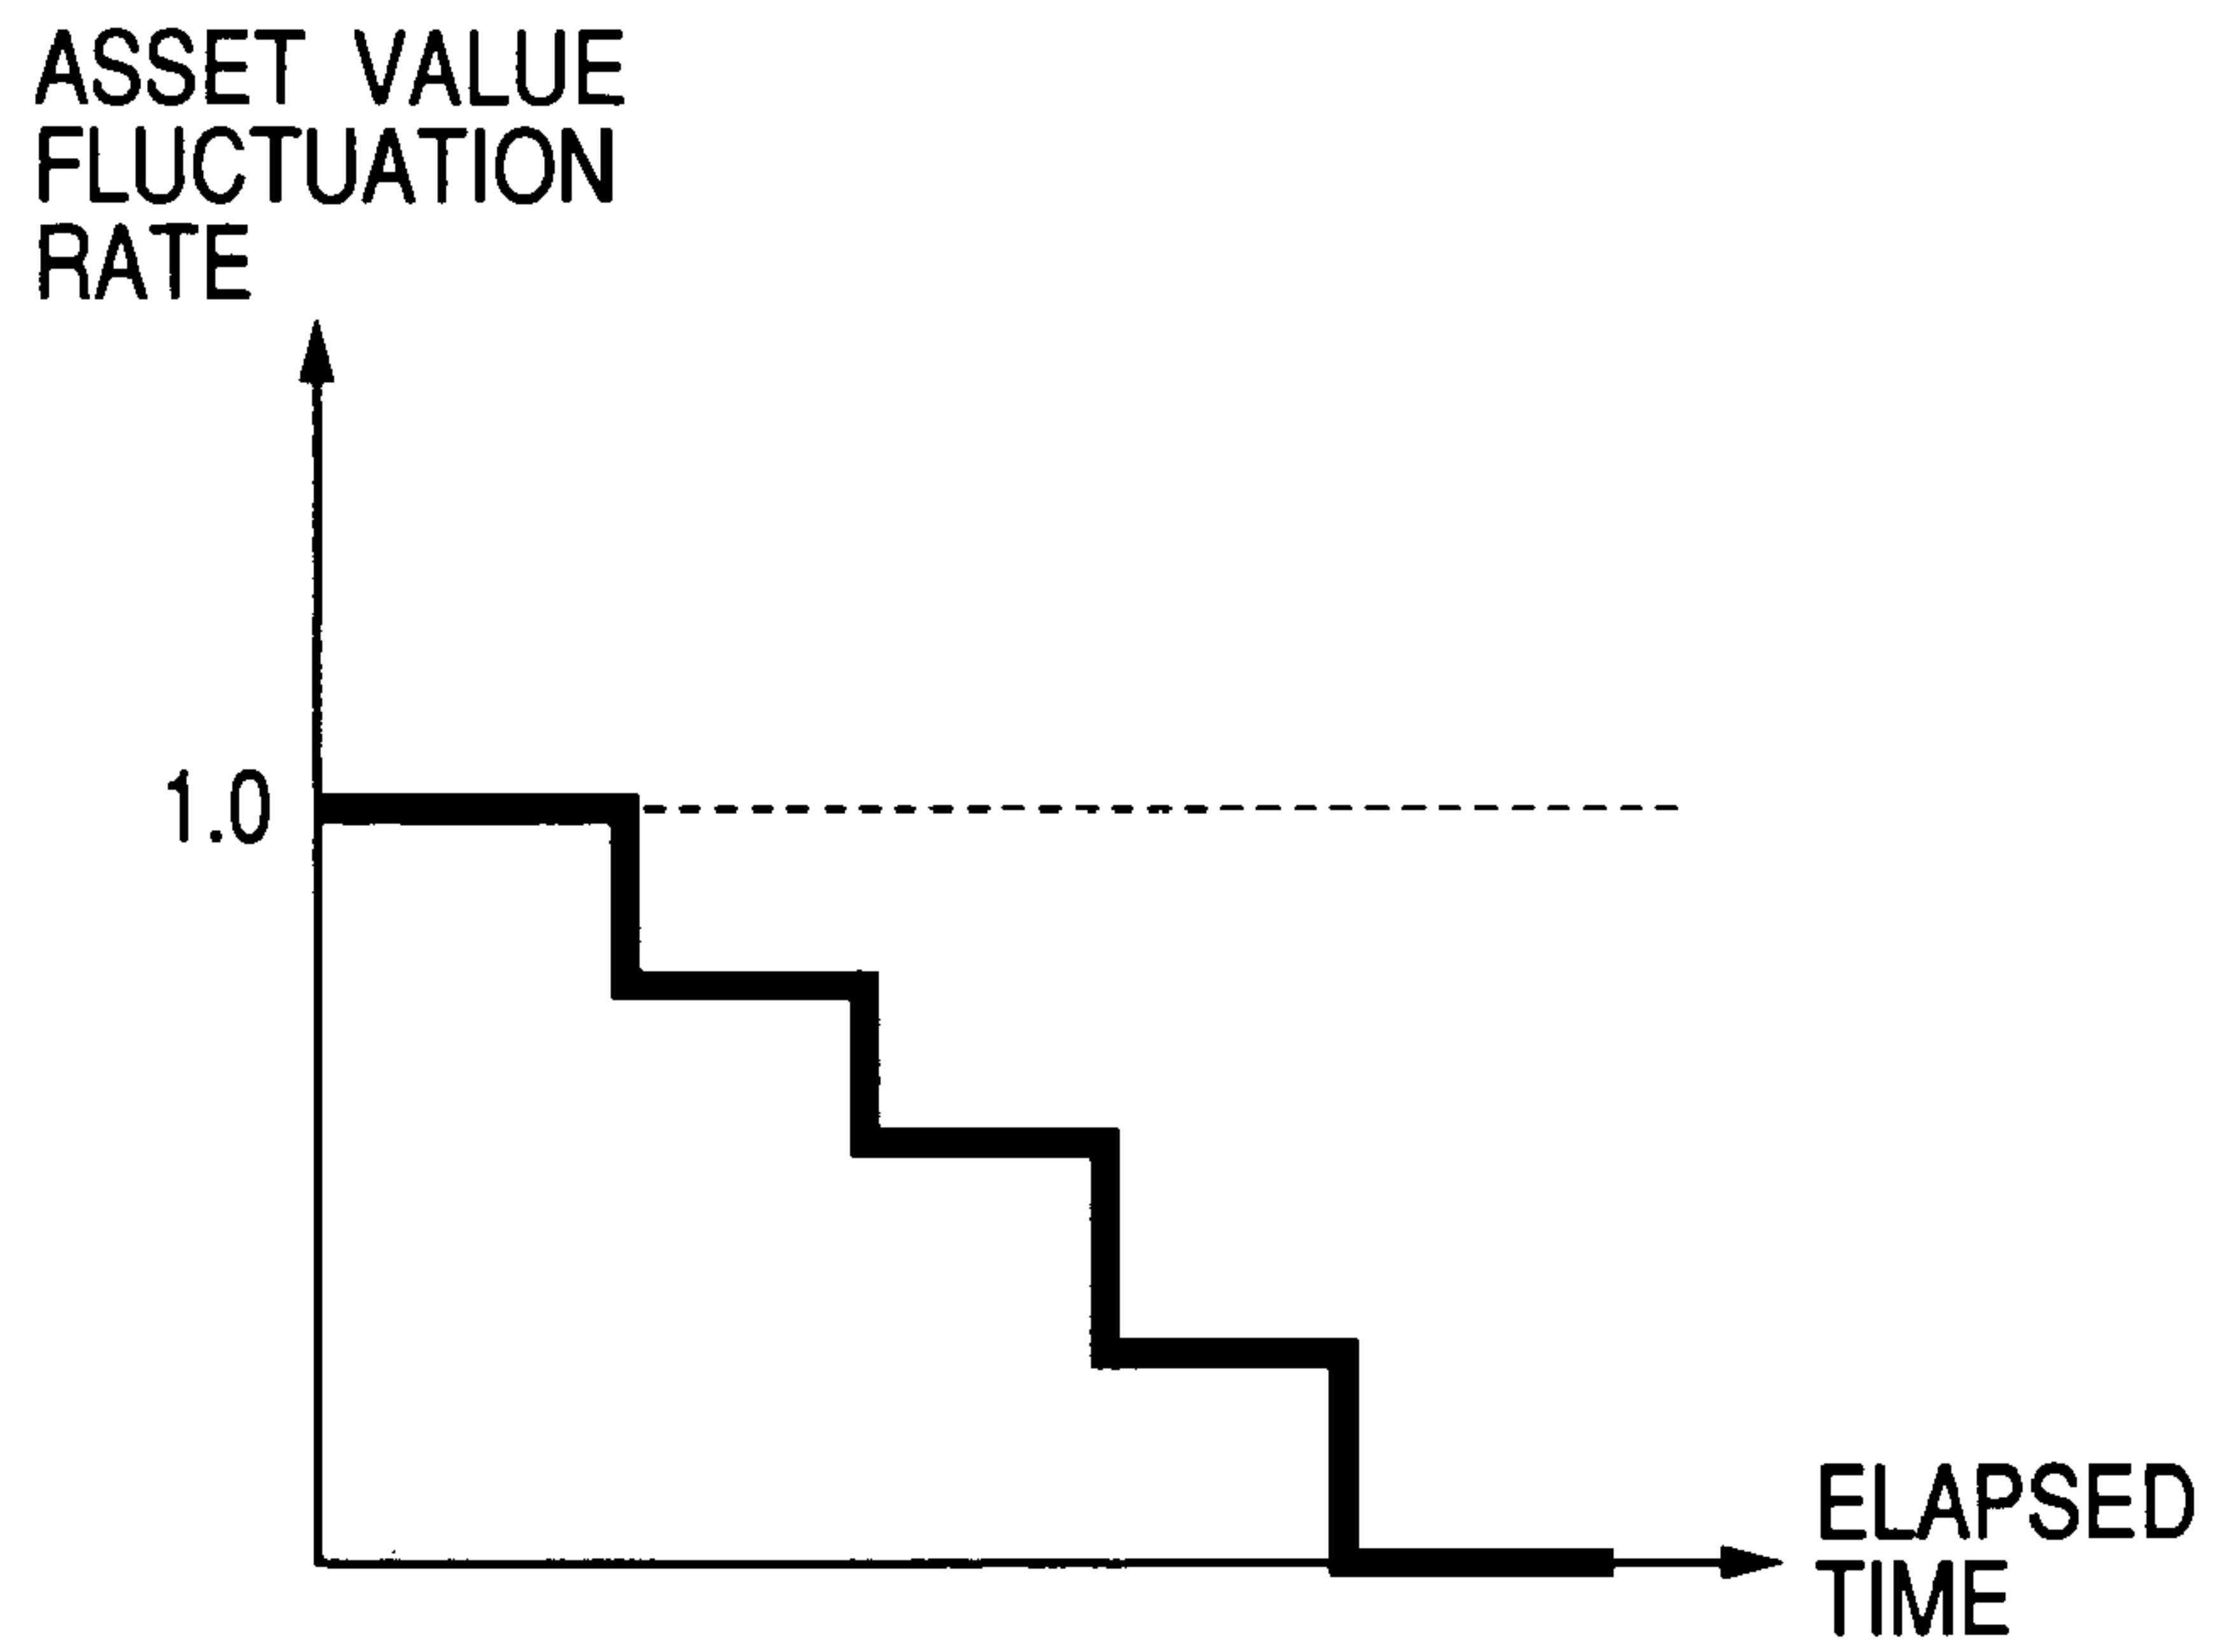 ASSET VALUE
FLUCTUATION
RATE
1.0
ELAPSED
TIME